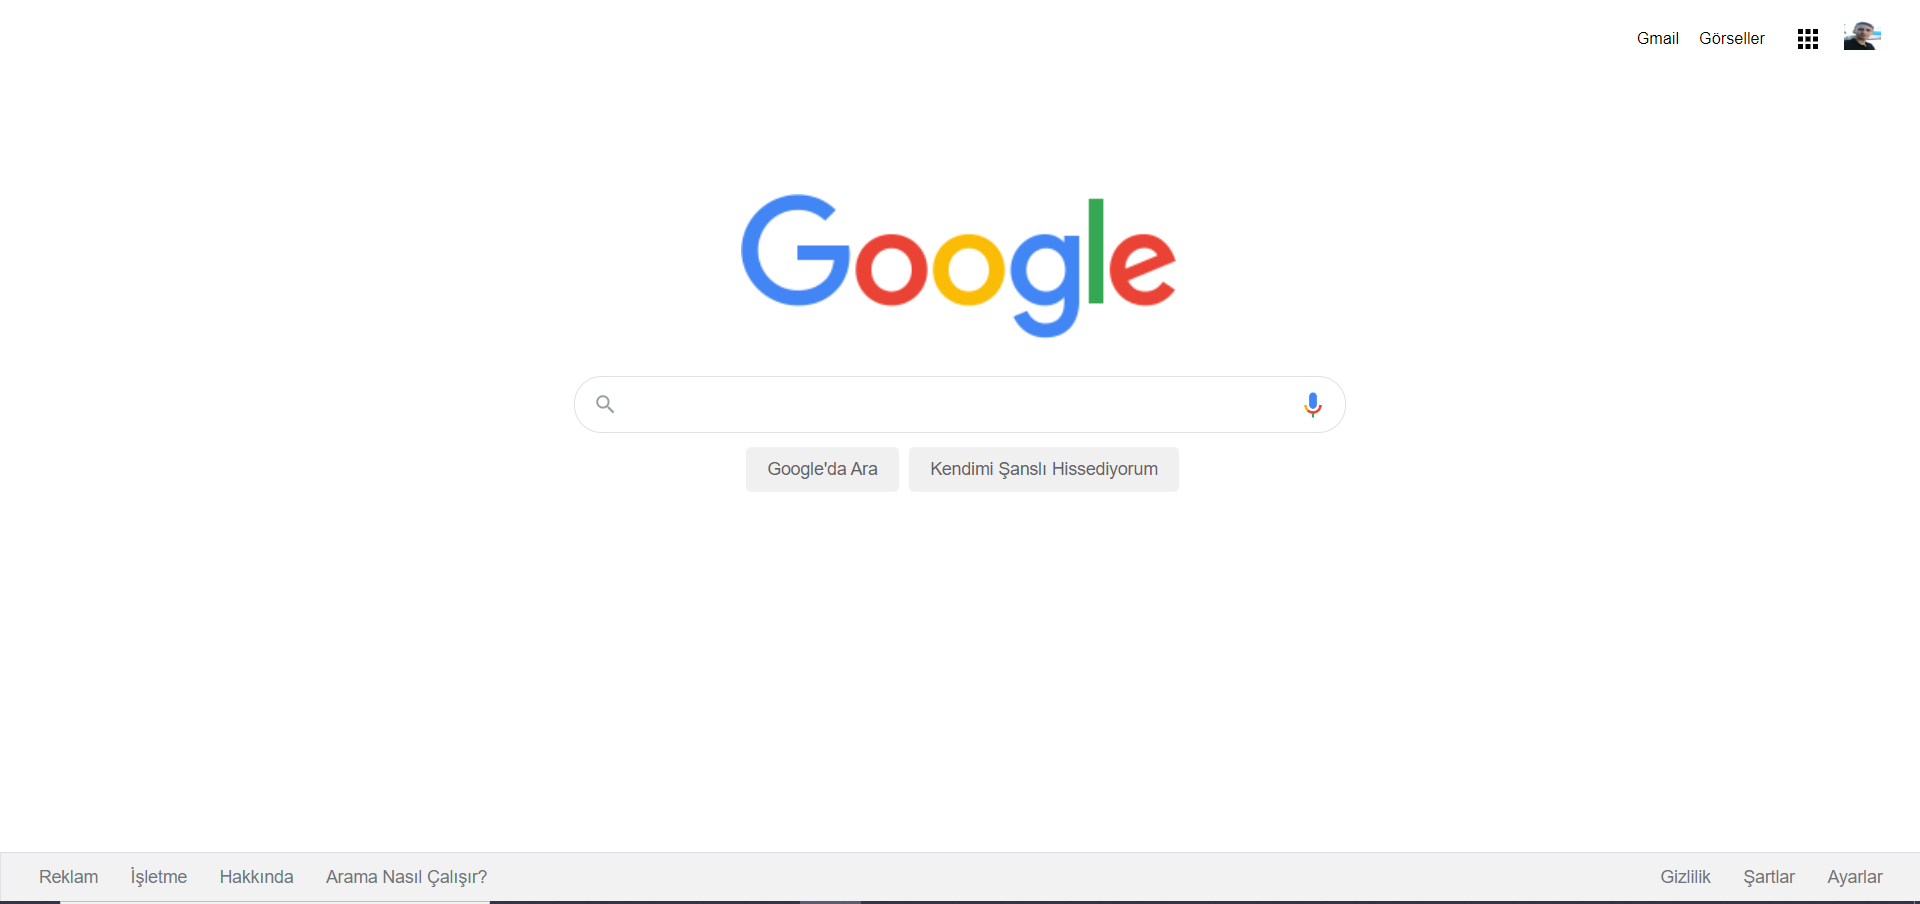 Gmail Görseller
Google
Google'da Ara Kendimi Şanslı Hissediyorum
Reklam İşletme Hakkında Arama Nasıl Çalışır? Gizlilik Şartlar Ayarlar